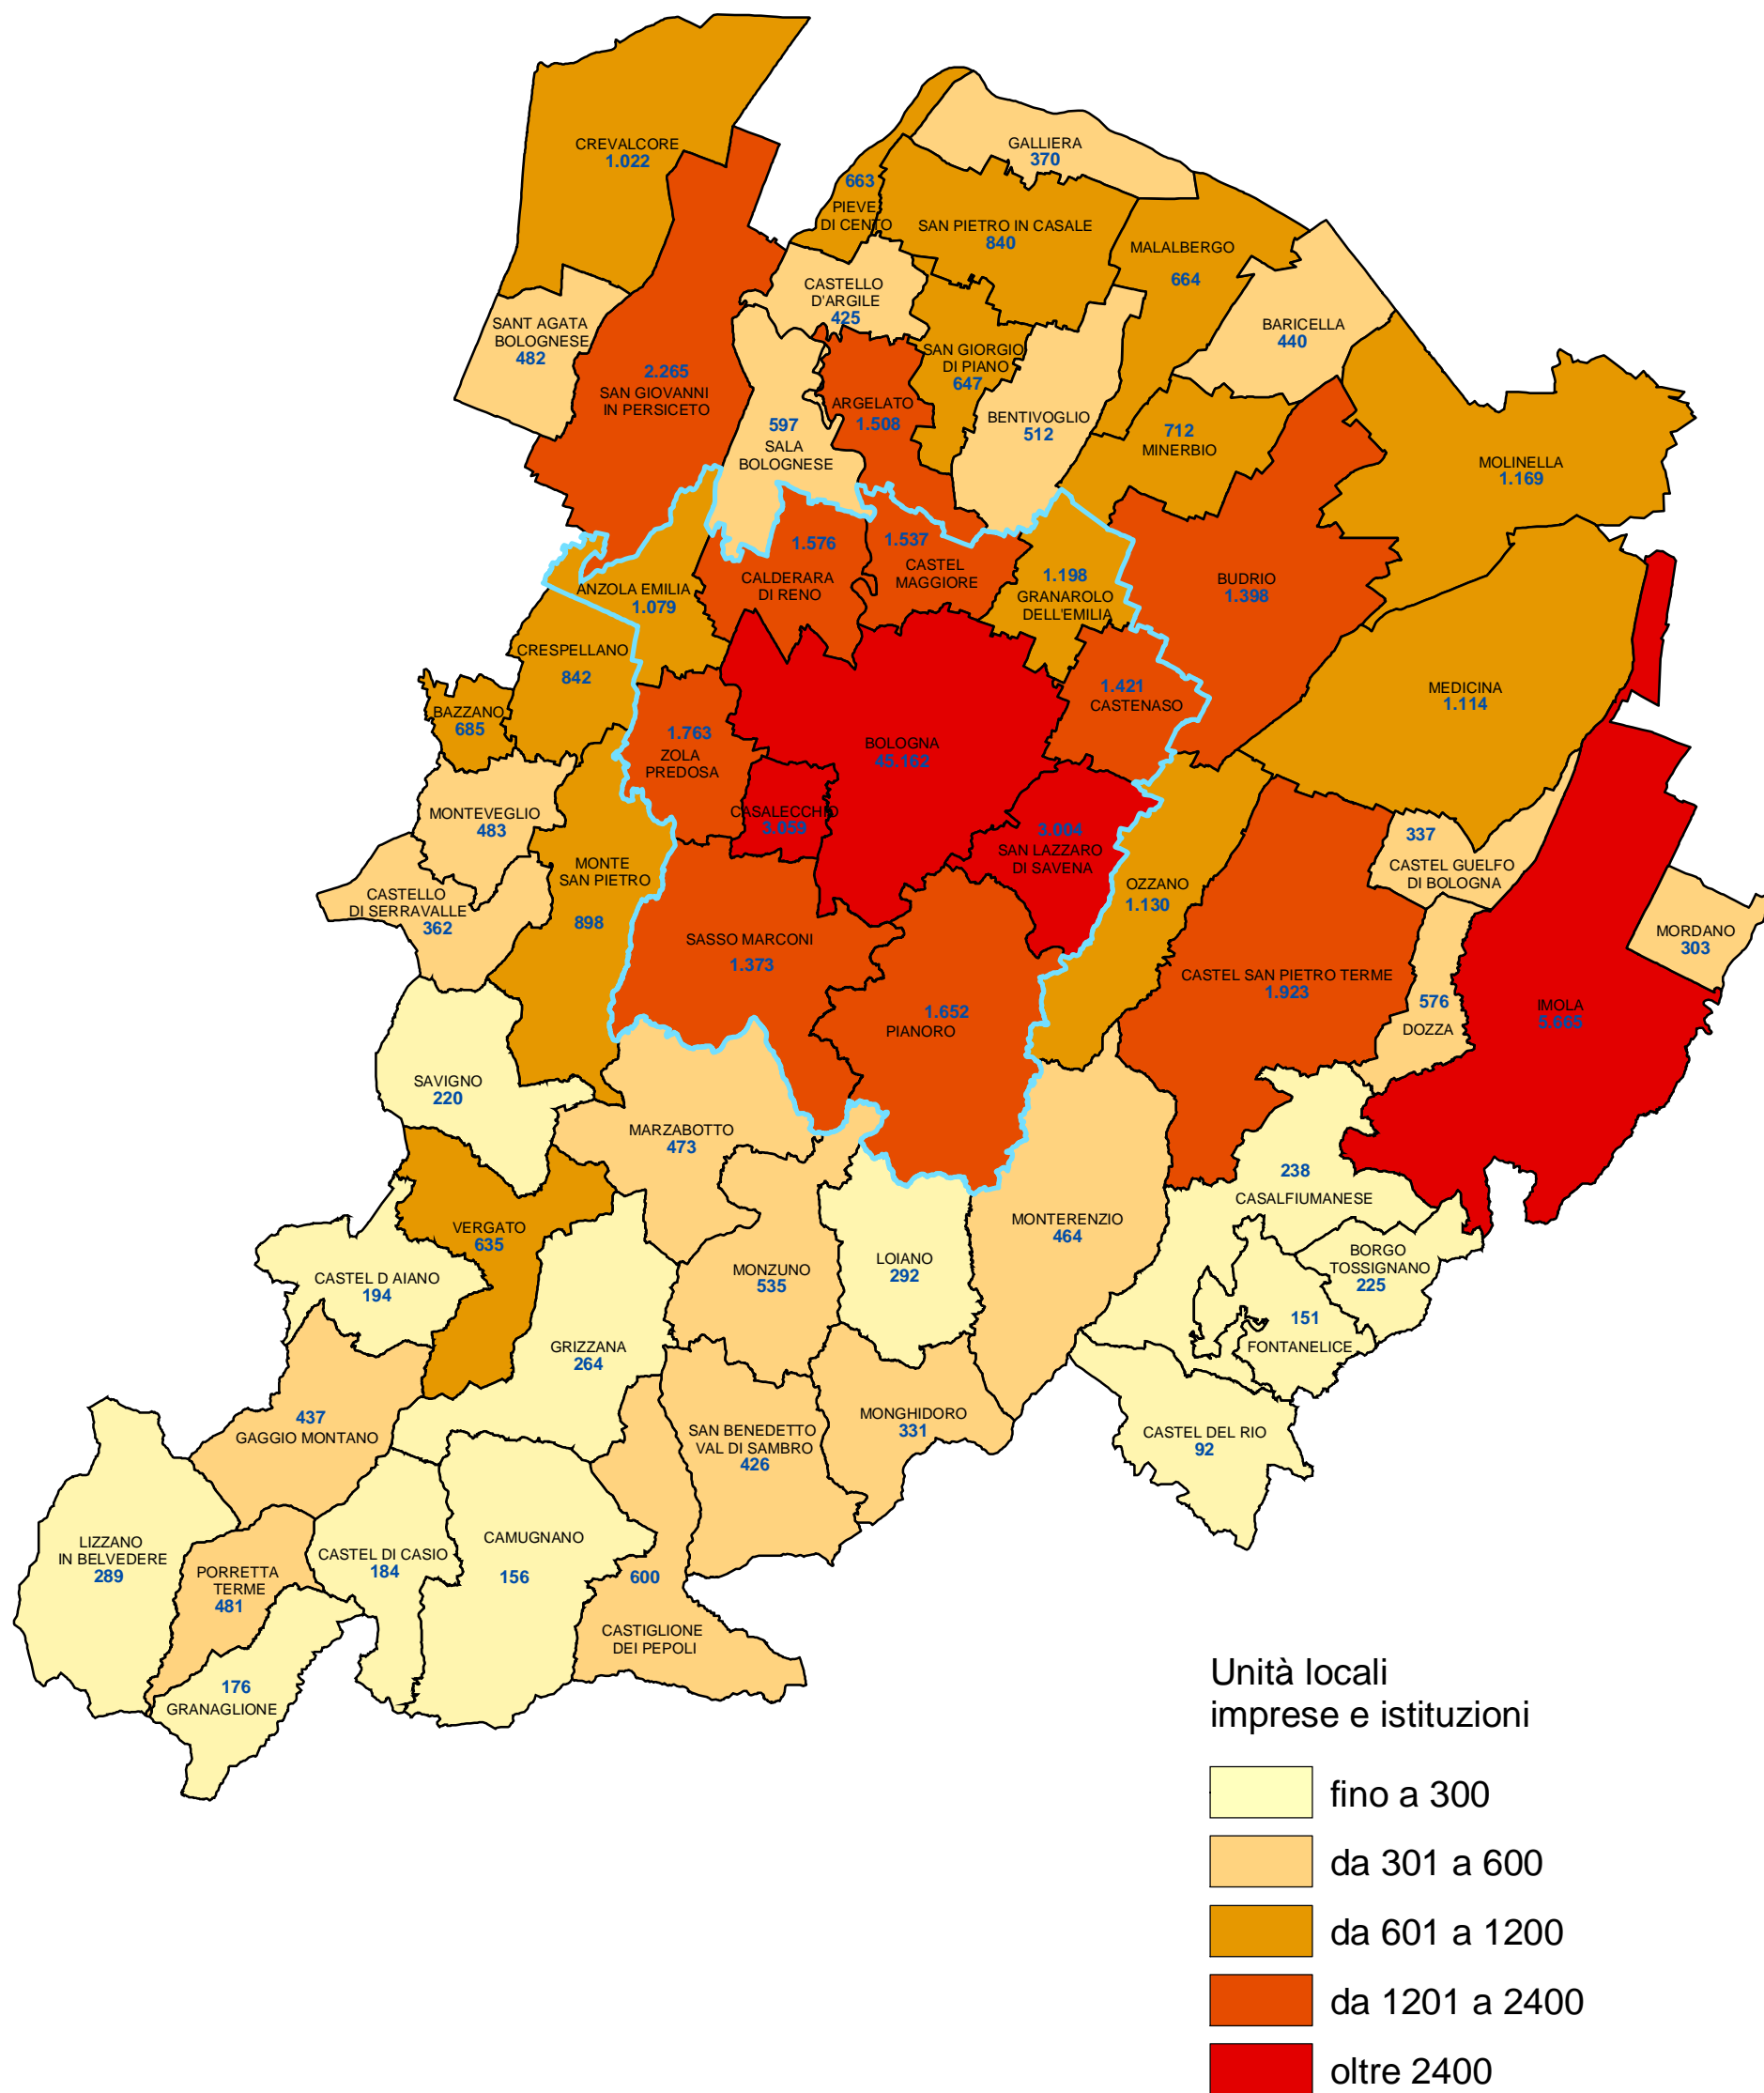 CREVALCORE
1.022
GALLIERA
370
663
PIEVE
DI CENTO
SAN PIETRO IN CASALE
840
MALALBERGO
664
CASTELLO
D'ARGILE
425
SANT AGATA
BOLOGNESE
482
BARICELLA
440
SAN GIORGIO
DI PIANO
647
2.265
SAN GIOVANNI
IN PERSICETO
ARGELATO
1.508
BENTIVOGLIO
512
597
SALA
BOLOGNESE
712
MINERBIO
MOLINELLA
1.169
1.576
CALDERARA
DI RENO
1.537
CASTEL
MAGGIORE
1.198
GRANAROLO
DELL'EMILIA
BUDRIO
1.398
ANZOLA EMILIA
1.079
CRESPELLANO
842
BAZZANO
685
1.421
CASTENASO
MEDICINA
1.114
1.763
ZOLA
PREDOSA
BOLOGNA
45.162
MONTEVEGLIO
483
CASALECCHIO
3.059
3.004
SAN LAZZARO
DI SAVENA
337
CASTEL GUELFO
DI BOLOGNA
MONTE
SAN PIETRO
898
CASTELLO
DI SERRAVALLE
362
OZZANO
1.130
MORDANO
303
SASSO MARCONI
1.373
CASTEL SAN PIETRO TERME
1.923
576
DOZZA
IMOLA
5.665
1.652
PIANORO
SAVIGNO
220
MARZABOTTO
473
238
CASALFIUMANESE
VERGATO
635
MONTERENZIO
464
CASTEL D AIANO
194
MONZUNO
535
LOIANO
292
BORGO
TOSSIGNANO
225
151
FONTANELICE
GRIZZANA
264
437
GAGGIO MONTANO
SAN BENEDETTO
VAL DI SAMBRO
426
MONGHIDORO
331
CASTEL DEL RIO
92
LIZZANO
IN BELVEDERE
289
PORRETTA
TERME
481
CASTEL DI CASIO
184
CAMUGNANO
156
600
CASTIGLIONE
DEI PEPOLI
176
GRANAGLIONE
Unità locali
imprese e istituzioni
fino a 300
da 301 a 600
da 601 a 1200
da 1201 a 2400
oltre 2400